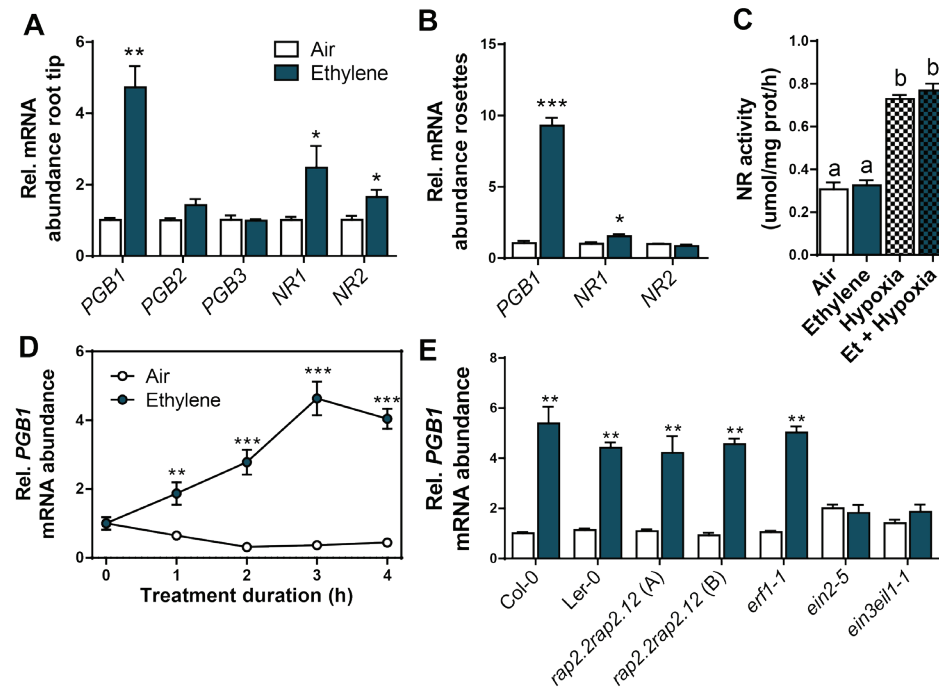 A
Rel. mRNA
abundance root tip
6
4
2
0
**
*
*
Air
Ethylene
PGB1
PGB2
PGB3
NR1
NR2
B
Rel. mRNA
abundance rosettes
15
10
5
0
***
*
PGB1
NR1
NR2
C
NR activity
(umol/mg prot/h)
1.0
0.8
0.6
0.4
0.2
0.0
a
a
b
b
Air
Ethylene
Hypoxia
Et + Hypoxia
D
Rel. PGB1
mRNA abundance
6
4
2
0
Air
Ethylene
**
***
***
***
0 1 2 3 4
Treatment duration (h)
E
Rel. PGB1
mRNA abundance
8
6
4
2
0
**
**
**
**
**
Col-0
Ler-0
rap2.2rap2.12 (A)
rap2.2rap2.12 (B)
erf1-1
ein2-5
ein3eil1-1